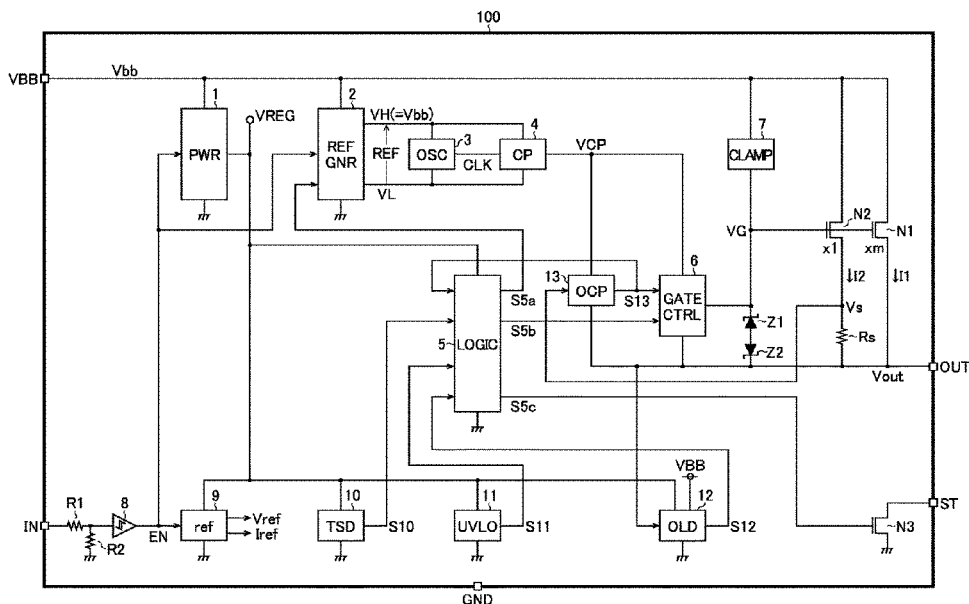 100
VBB
Vbb
1
PWR
VREG
2
REF
GNR
VH(=Vbb)
REF
VL
3
OSC
CLK
4
CP
VCP
7
CLAMP
VG
N2
x1
N1
xm
I2
I1
Vs
Rs
13
OCP
S13
6
GATE
CTRL
Z1
Z2
Vout
OUT
5
LOGIC
S5a
S5b
S5c
IN
R1
R2
8
EN
9
ref
Vref
Iref
10
TSD
S10
11
UVLO
S11
VBB
12
OLD
S12
ST
N3
GND